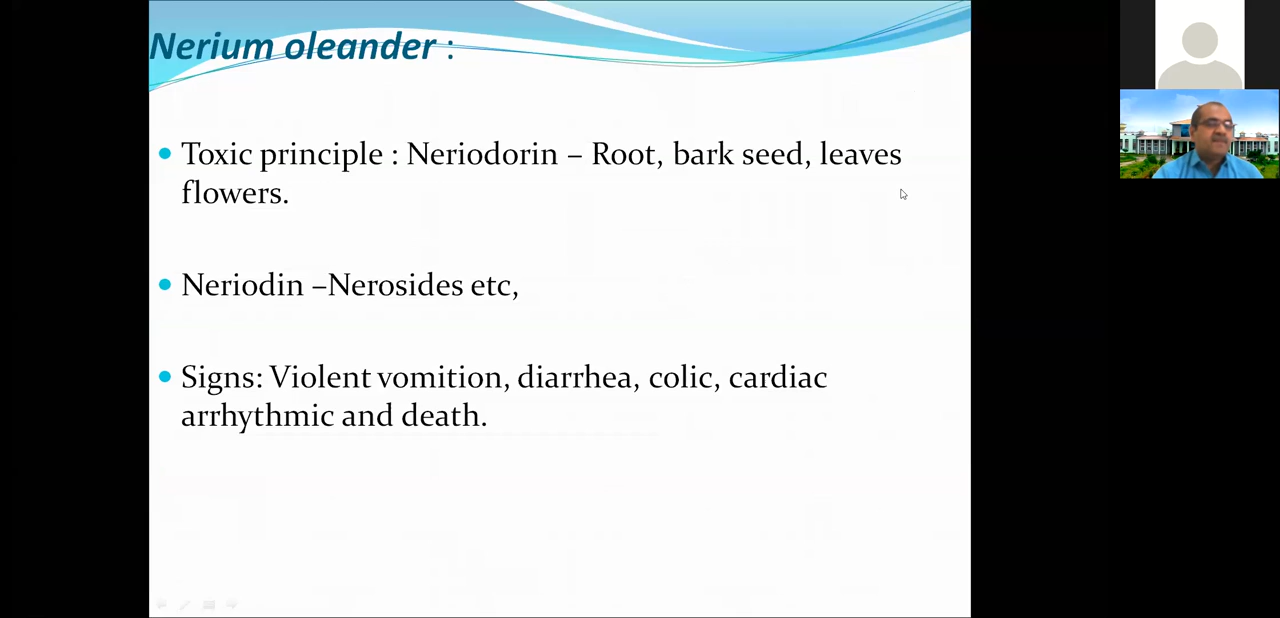 Nerium oleander :
Toxic principle : Neriodorin – Root, bark seed, leaves
flowers.
Neriodin –Nerosides etc,
Signs: Violent vomition, diarrhea, colic, cardiac
arrhythmic and death.